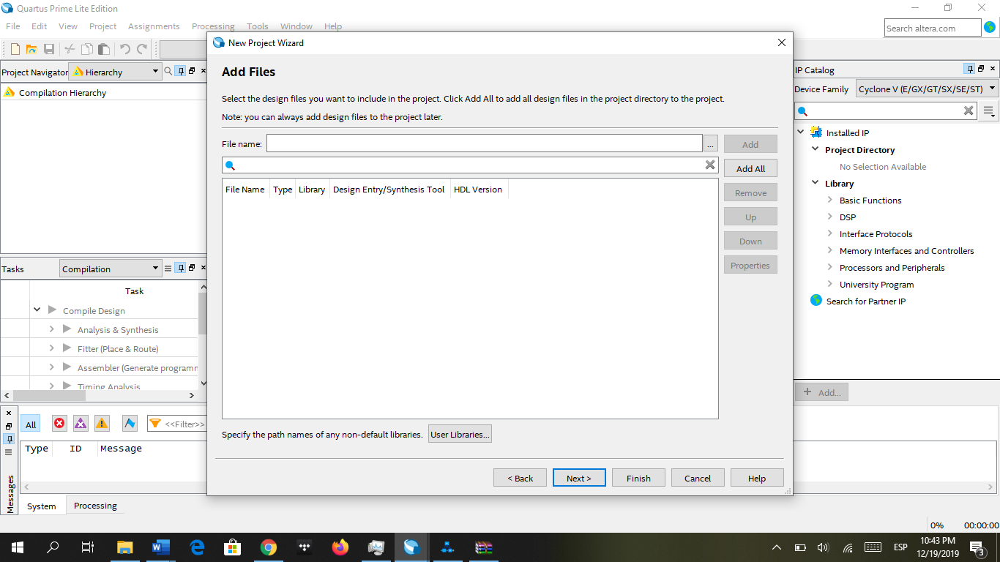 Quartus Prime Lite Edition
File Edit View Project Assignments Processing Tools Window Help
Search altera.com
Project Navigator Hierarchy
Compilation Hierarchy
Tasks Compilation
Task
Compile Design
Analysis & Synthesis
Fitter (Place & Route)
Assembler (Generate programm
Timing Analysis
New Project Wizard
Add Files
Select the design files you want to include in the project. Click Add All to add all design files in the project directory to the project.
Note: you can always add design files to the project later.
File name: ... Add
Add All
File Name Type Library Design Entry/Synthesis Tool HDL Version
Remove
Up
Down
Properties
Specify the path names of any non-default libraries. User Libraries...
< Back Next > Finish Cancel Help
IP Catalog
Device Family Cyclone V (E/GX/GT/SX/SE/ST)
Installed IP
Project Directory
No Selection Available
Library
Basic Functions
DSP
Interface Protocols
Memory Interfaces and Controllers
Processors and Peripherals
University Program
Search for Partner IP
+ Add...
All <<Filter>>
Type ID Message
Messages
System Processing
0% 00:00:00
ESP
10:43 PM
12/19/2019
3